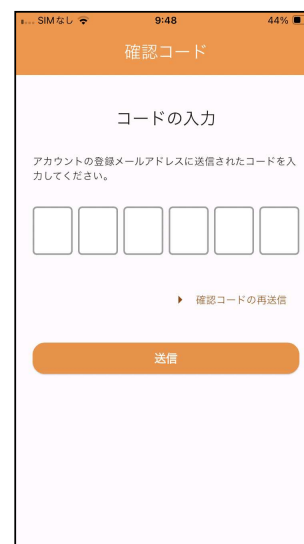 SIMなし 9:48 44%
確認コード
コードの入力
アカウントの登録メールアドレスに送信されたコードを入
力してください。
確認コードの再送信
送信